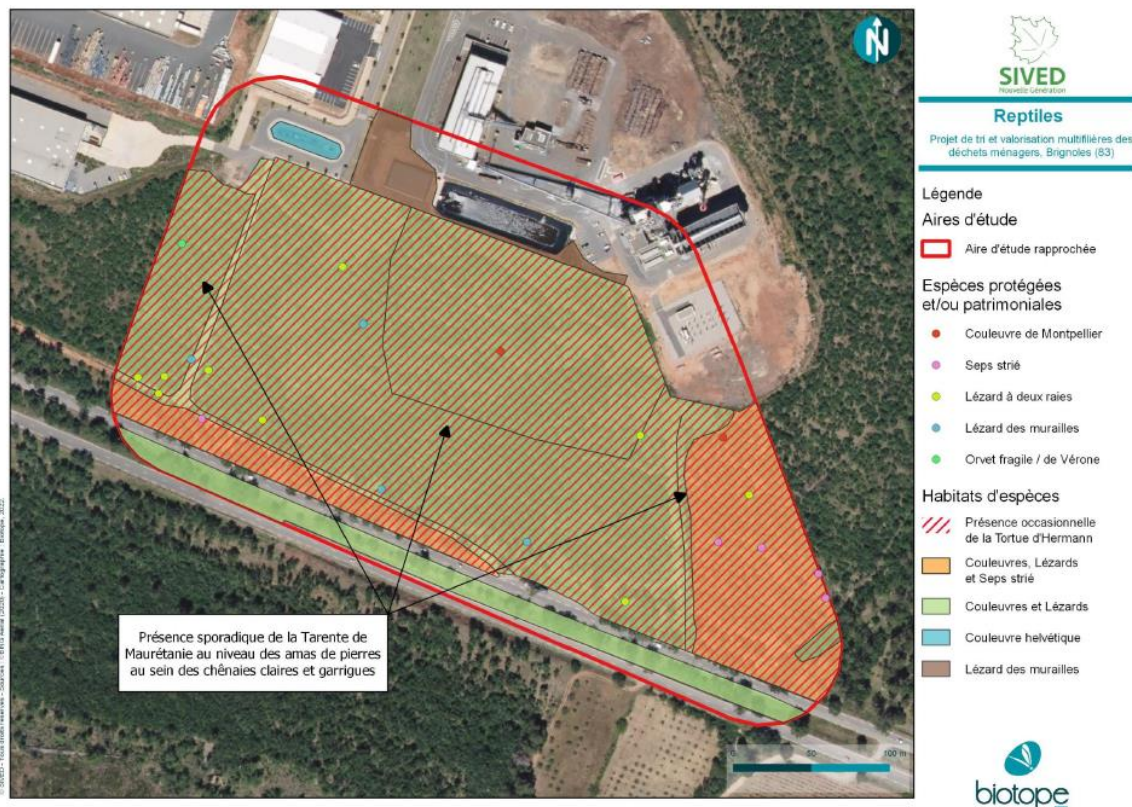 N
SIVED
Nouvelle Génération
Reptiles
Projet de tri et valorisation multifilières des
déchets ménagers, Brignoles (83)
Légende
Aires d'étude
Aire d'étude rapprochée
Espèces protégées
et/ou patrimoniales
Couleuvre de Montpellier
Seps strié
Lézard à deux raies
Lézard des murailles
Orvet fragile / de Vérone
Habitats d'espèces
Présence occasionnelle
de la Tortue d'Hermann
Couleuvres, Lézards
et Seps strié
Couleuvres et Lézards
Couleuvre helvétique
Lézard des murailles
Présence sporadique de la Tarente de
Maurétanie au niveau des amas de pierres
au sein des chênaies claires et garrigues
0 50 100 m
biotope